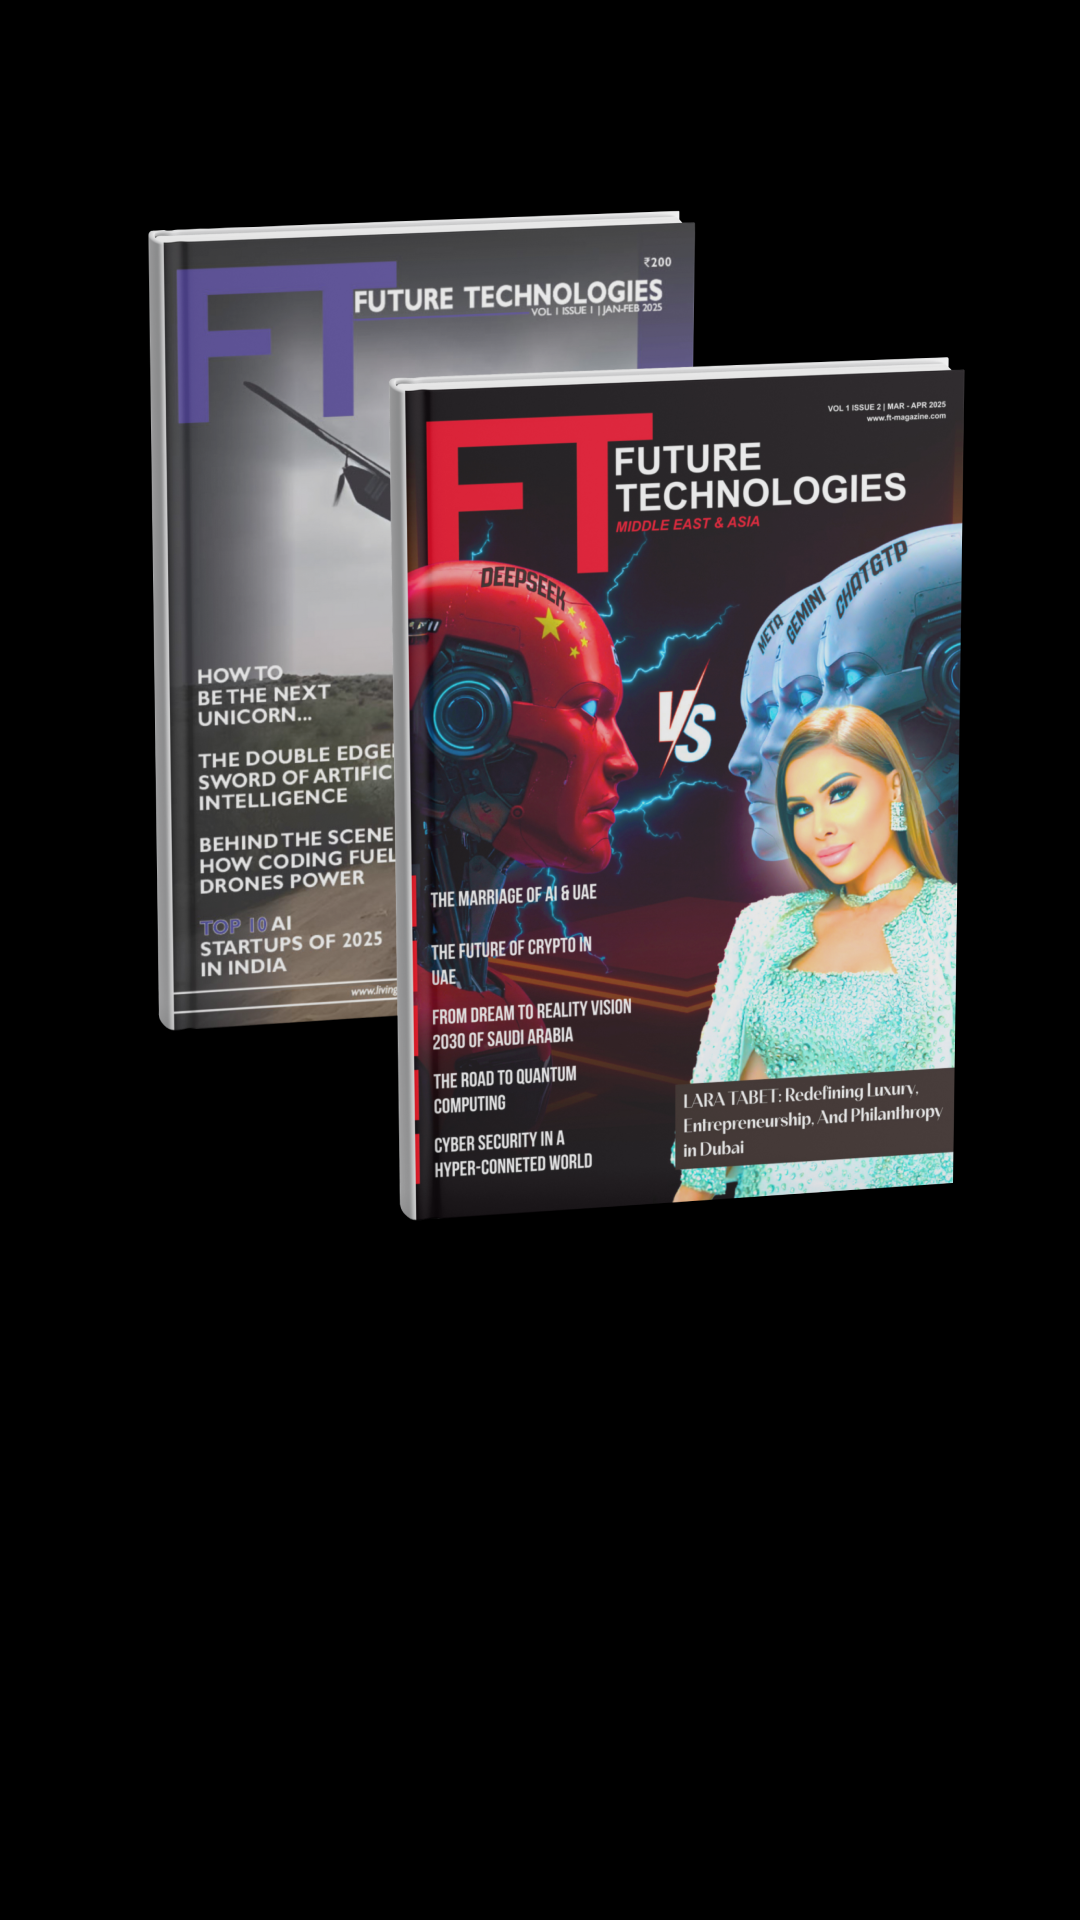 ₹200
FT
FUTURE TECHNOLOGIES
VOL 1 ISSUE 1 | JAN-FEB 2025
HOW TO
BE THE NEXT
UNICORN...
THE DOUBLE EDGE
SWORD OF ARTIFIC
INTELLIGENCE
BEHIND THE SCENE
HOW CODING FUEL
DRONES POWER
TOP 10 AI
STARTUPS OF 2025
IN INDIA
www.living
VOL 1 ISSUE 2 | MAR - APR 2025
www.ft-magazine.com
FT
FUTURE
TECHNOLOGIES
MIDDLE EAST & ASIA
DEEPSEEK
META
GEMINI
CHATGTP
VS
THE MARRIAGE OF AI & UAE
THE FUTURE OF CRYPTO IN
UAE
FROM DREAM TO REALITY VISION
2030 OF SAUDI ARABIA
THE ROAD TO QUANTUM
COMPUTING
CYBER SECURITY IN A
HYPER-CONNETED WORLD
LARA TABET: Redefining Luxury,
Entrepreneurship, And Philanthropy
in Dubai